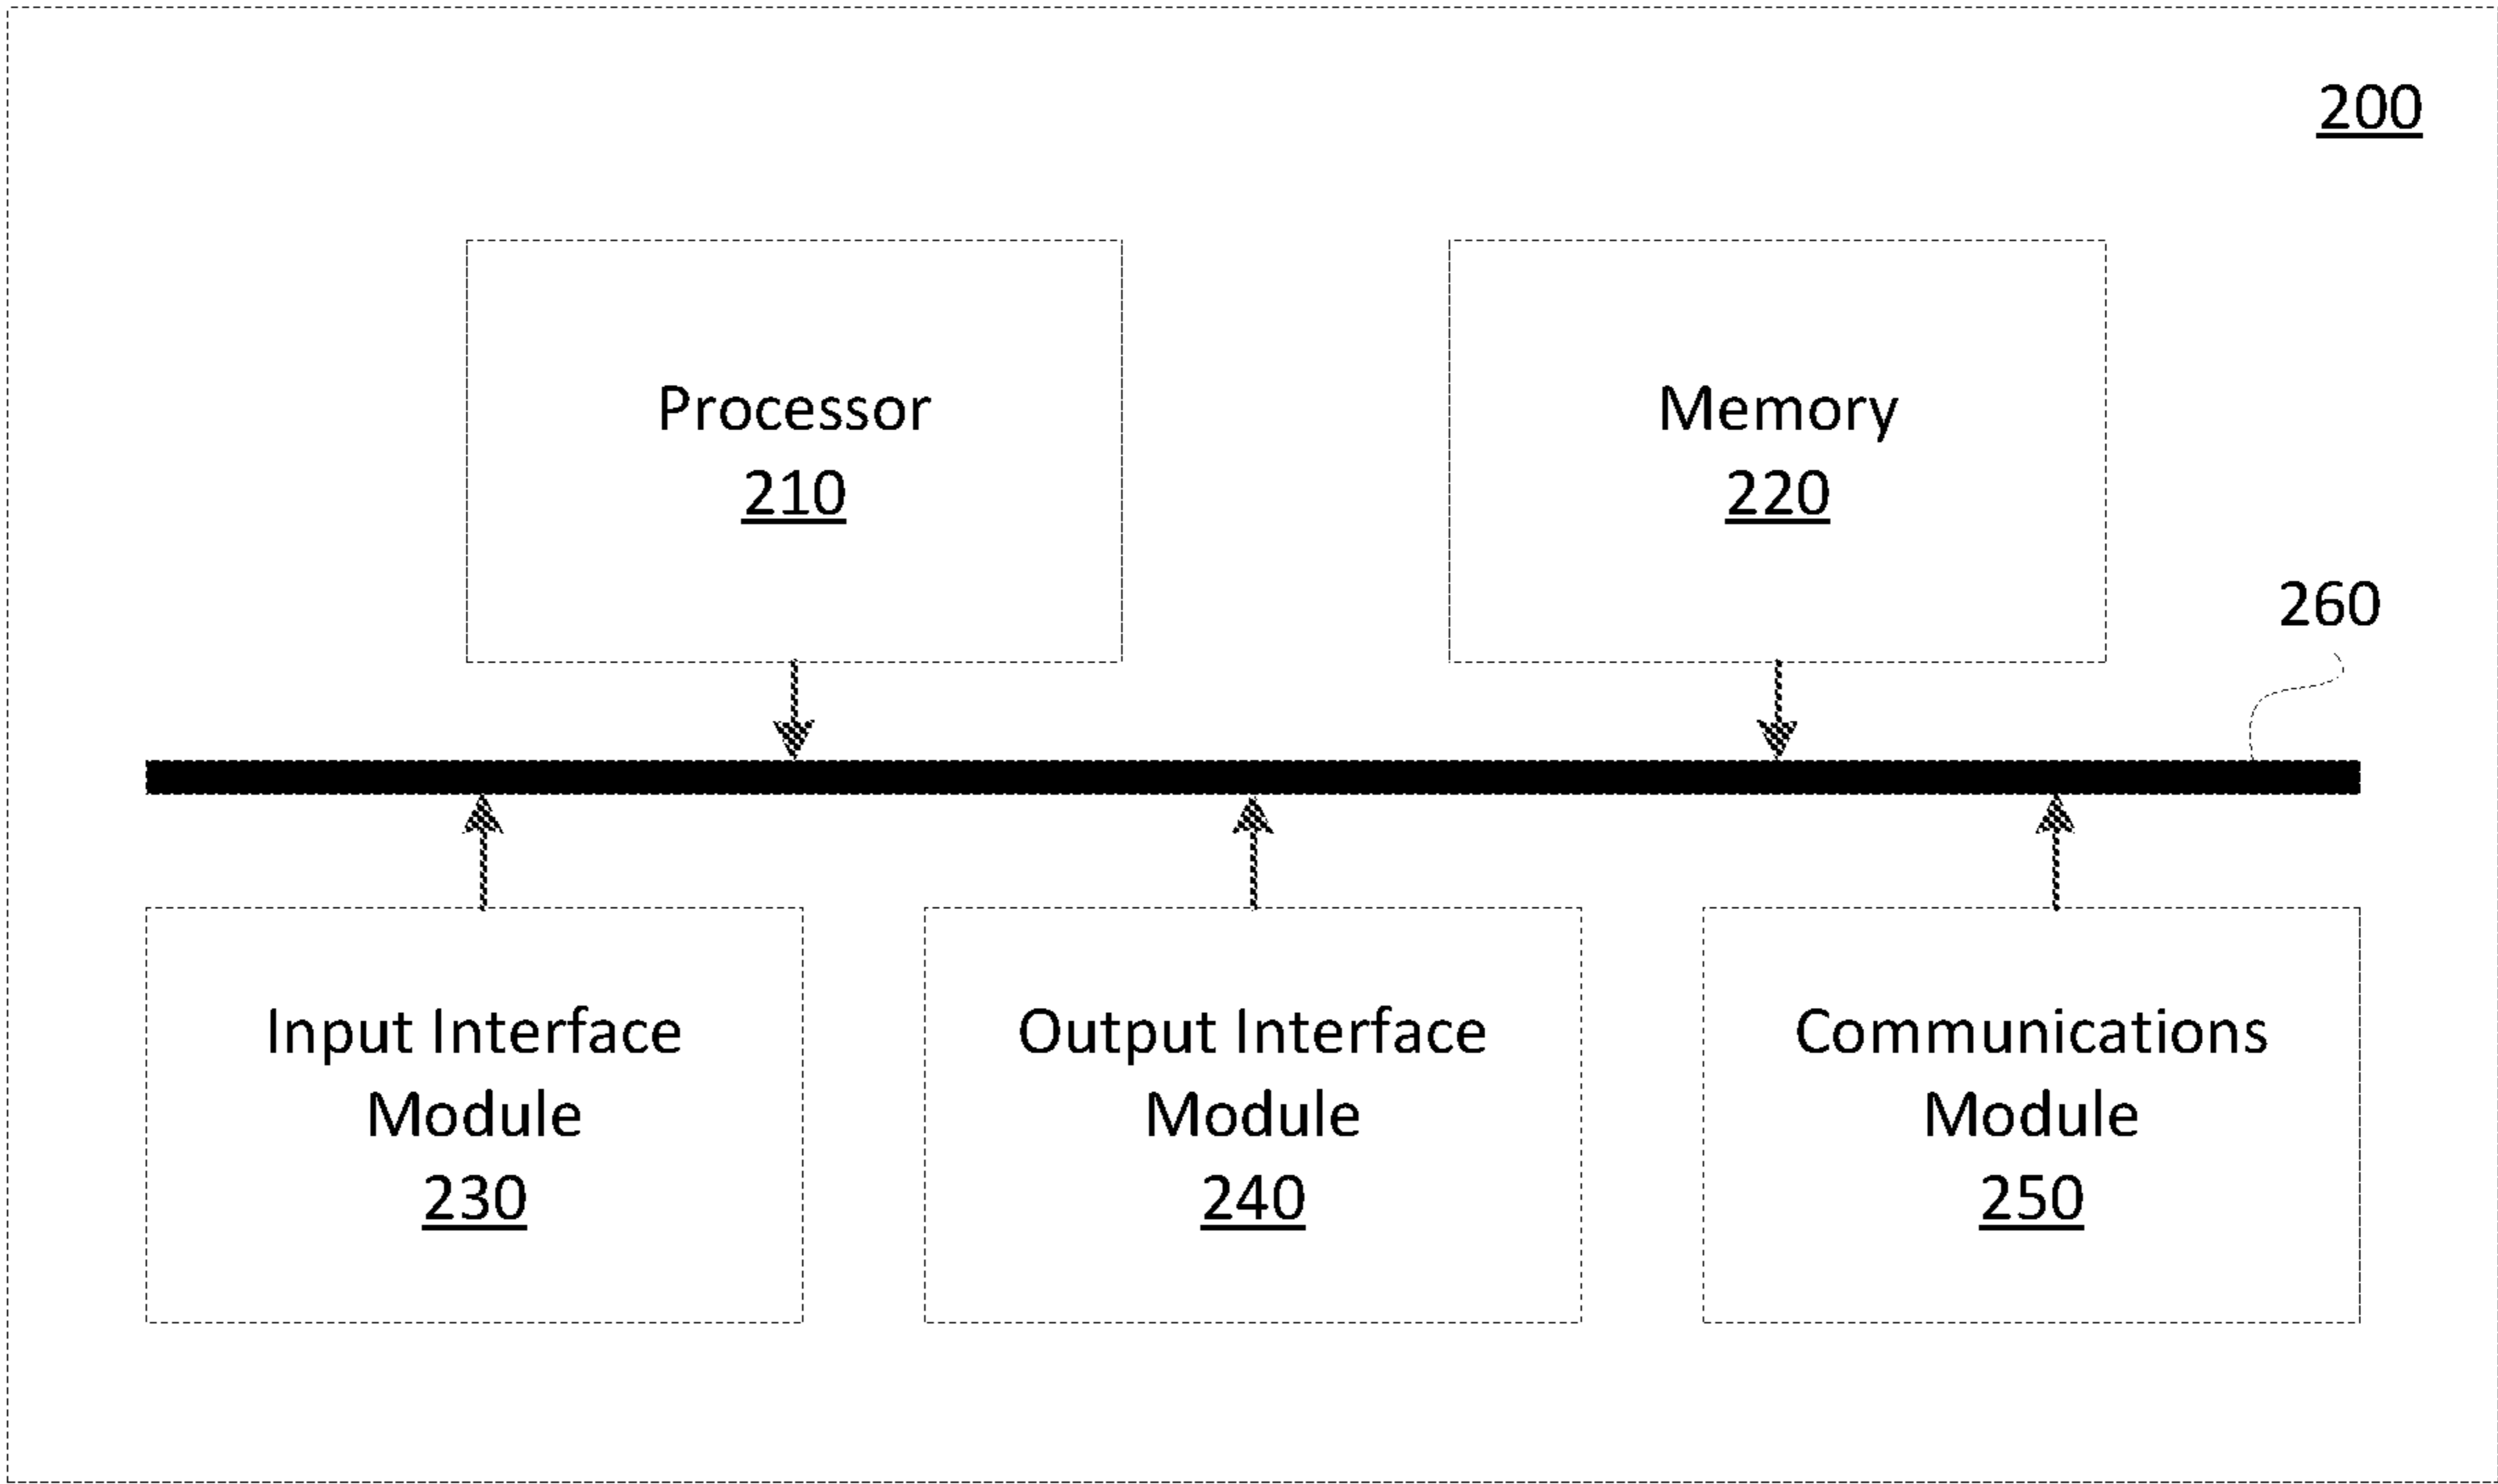 200
Processor
210
Memory
220
260
Input Interface
Module
230
Output Interface
Module
240
Communications
Module
250